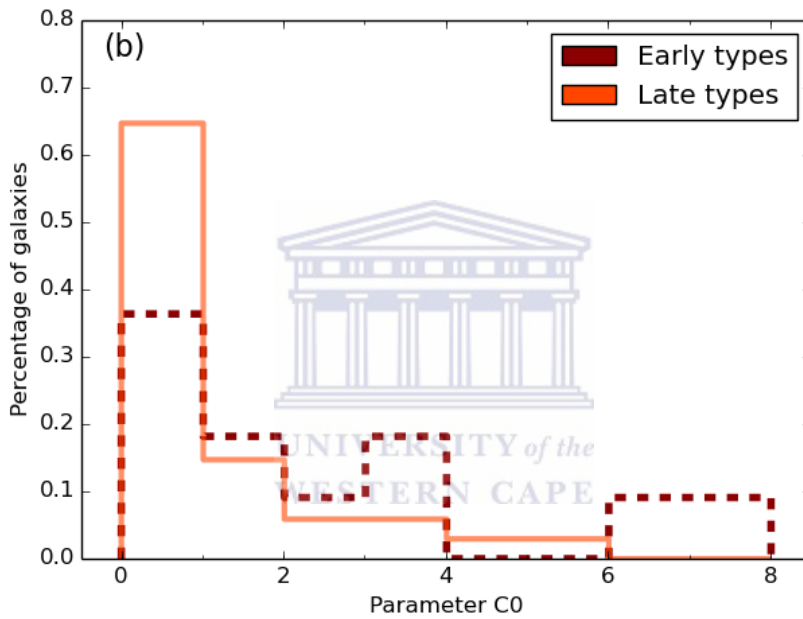 (b)
Early types
Late types
Percentage of galaxies
0.8
0.7
0.6
0.5
0.4
0.3
0.2
0.1
0.0
UNIVERSITY of the
WESTERN CAPE
0 2 4 6 8
Parameter C0